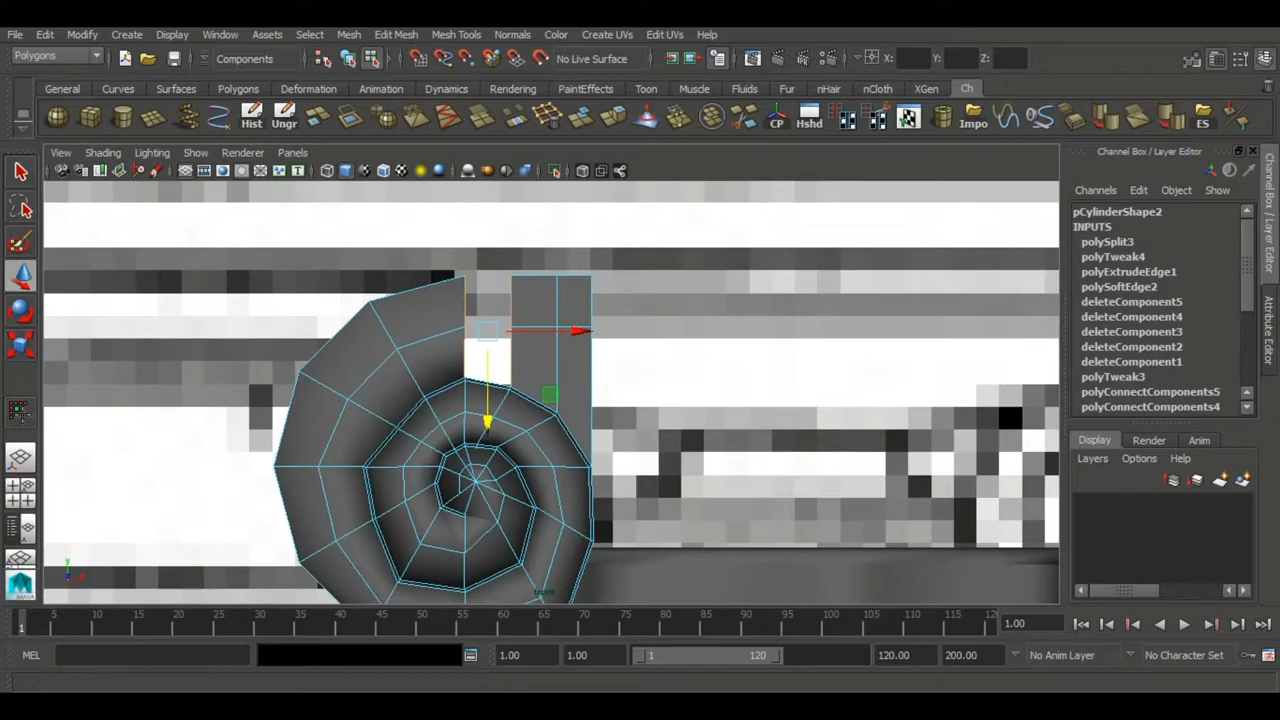 File Edit Modify Create Display Window Assets Select Mesh Edit Mesh Mesh Tools Normals Color Create UVs Edit UVs Help
Polygons Components No Live Surface X: Y: Z:
General Curves Surfaces Polygons Deformation Animation Dynamics Rendering PaintEffects Toon Muscle Fluids Fur nHair nCloth XGen Ch
Hist Ungr CP Hshd Impo ES
View Shading Lighting Show Renderer Panels
Channel Box / Layer Editor
Channels Edit Object Show
pCylinderShape2
INPUTS
polySplit3
polyTweak4
polyExtrudeEdge1
polySoftEdge2
deleteComponent5
deleteComponent4
deleteComponent3
deleteComponent2
deleteComponent1
polyTweak3
polyConnectComponents5
polyConnectComponents4
Channel Box / Layer Editor
Attribute Editor
Display Render Anim
Layers Options Help
y
MAYA
5 10 15 20 25 30 35 40 45 50 55 60 65 70 75 80 85 90 95 100 105 110 115 12
1 1.00
MEL 1.00 1.00 1 120 120.00 200.00 No Anim Layer No Character Set